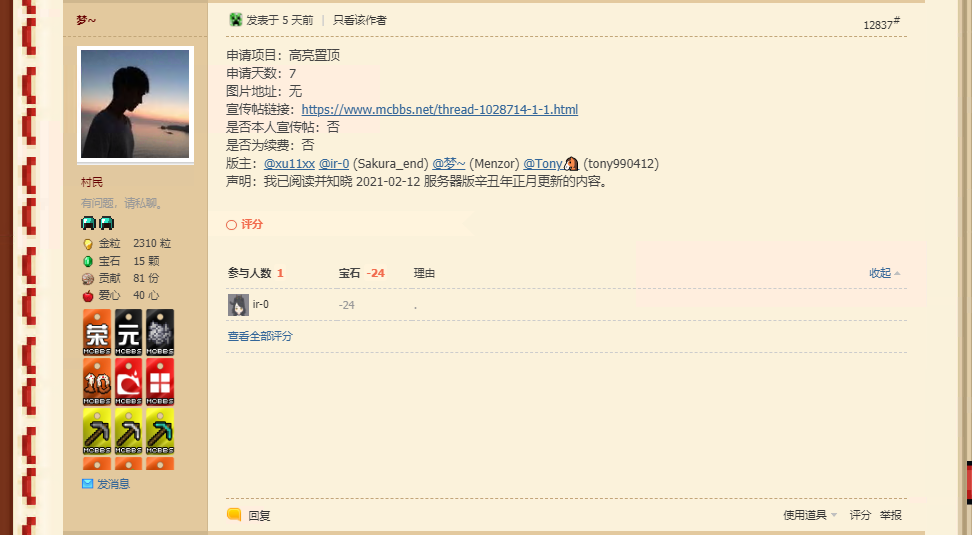 梦~
发表于 5 天前 | 只看该作者
12837#
申请项目：高亮置顶
申请天数：7
图片地址：无
宣传帖链接：https://www.mcbbs.net/thread-1028714-1-1.html
是否本人宣传帖：否
是否为续费：否
版主：@xu11xx @ir-0 (Sakura_end) @梦~ (Menzor) @Tony (tony990412)
声明：我已阅读并知晓 2021-02-12 服务器版辛丑年正月更新的内容。
村民
有问题，请私聊。
金粒 2310 粒
宝石 15 颗
贡献 81 份
爱心 40 心
荣 MCBBS
元 MCBBS
MCBBS
10 MCBBS
MCBBS
MCBBS
MCBBS
MCBBS
MCBBS
发消息
评分
参与人数 1 宝石 -24 理由 收起
ir-0 -24 .
查看全部评分
回复
使用道具 评分 举报